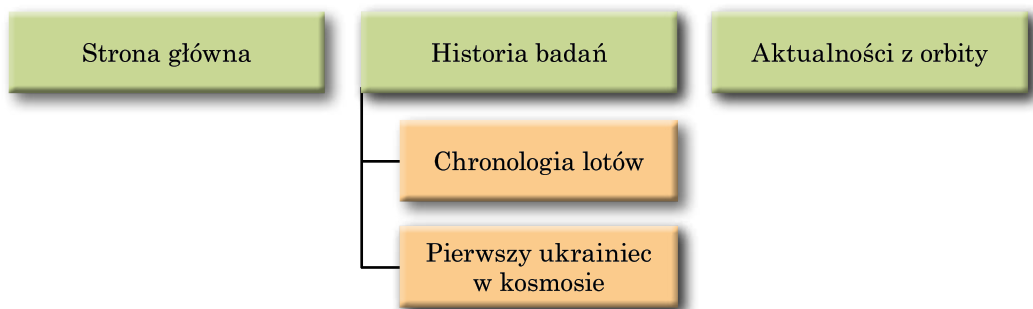 Strona główna
Historia badań
Aktualności z orbity
Chronologia lotów
Pierwszy ukrainiec
w kosmosie